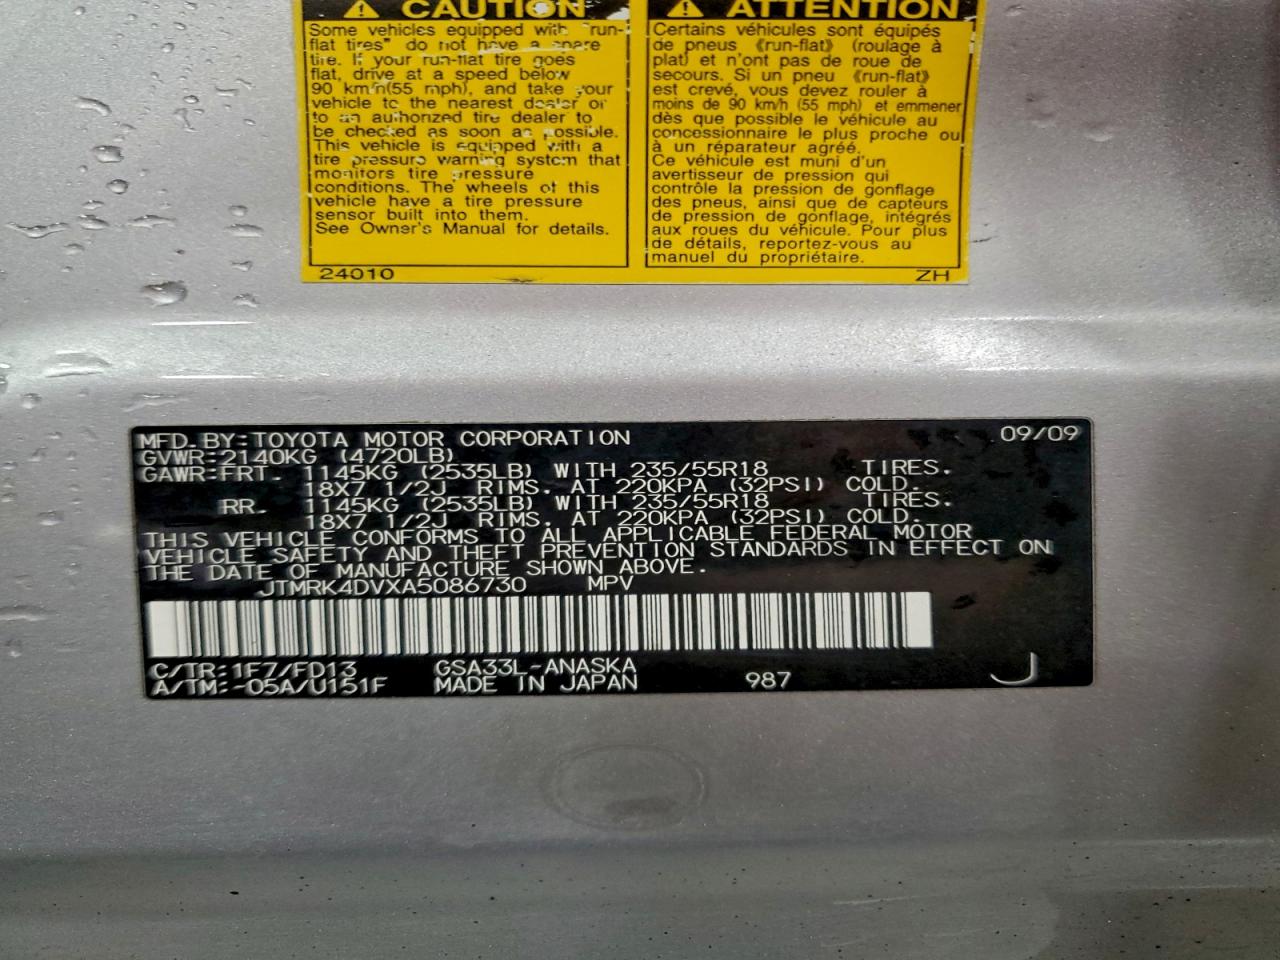 ⚠ CAUTION
Some vehicles equipped with "run-
flat tires" do not have a spare
tire. If your run-flat tire goes
flat, drive at a speed below
90 km/h(55 mph), and take your
vehicle to the nearest dealer or
to an authorized tire dealer to
be checked as soon as possible.
This vehicle is equipped with a
tire pressure warning system that
monitors tire pressure
conditions. The wheels of this
vehicle have a tire pressure
sensor built into them.
See Owner's Manual for details.
24010
⚠ ATTENTION
Certains véhicules sont équipés
de pneus 《run-flat》 (roulage à
plat) et n'ont pas de roue de
secours. Si un pneu 《run-flat》
est crevé, vous devez rouler à
moins de 90 km/h (55 mph) et emmener
dès que possible le véhicule au
concessionnaire le plus proche ou
à un réparateur agréé.
Ce véhicule est muni d'un
avertisseur de pression qui
contrôle la pression de gonflage
des pneus, ainsi que de capteurs
de pression de gonflage, intégrés
aux roues du véhicule. Pour plus
de détails, reportez-vous au
manuel du propriétaire.
ZH
MFD. BY:TOYOTA MOTOR CORPORATION 09/09
GVWR:2140KG (4720LB)
GAWR:FRT. 1145KG (2535LB) WITH 235/55R18 TIRES.
18X7 1/2J RIMS. AT 220KPA (32PSI) COLD.
RR. 1145KG (2535LB) WITH 235/55R18 TIRES.
18X7 1/2J RIMS. AT 220KPA (32PSI) COLD.
THIS VEHICLE CONFORMS TO ALL APPLICABLE FEDERAL MOTOR
VEHICLE SAFETY AND THEFT PREVENTION STANDARDS IN EFFECT ON
THE DATE OF MANUFACTURE SHOWN ABOVE.
JTMRK4DVXA5086730 MPV
C/TR:1F7/FD13 GSA33L-ANASKA
A/TM:-05A/U151F MADE IN JAPAN 987 J